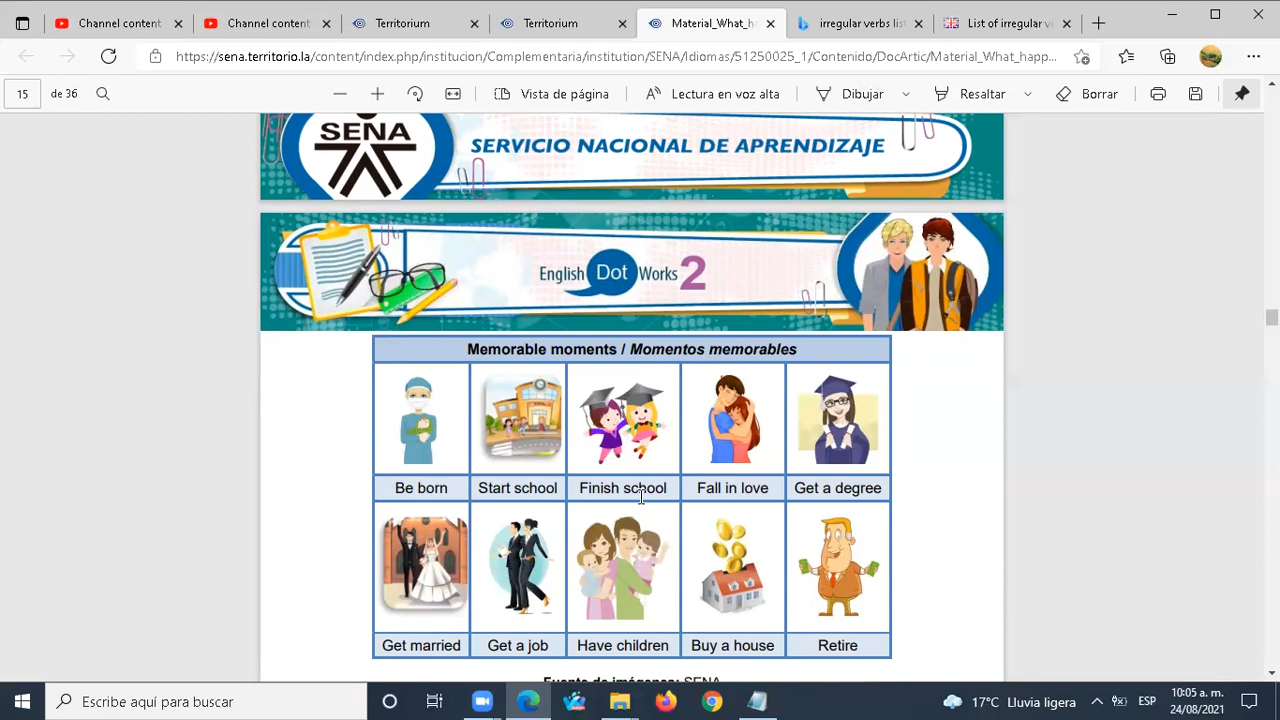 Channel content
Channel content
Territorium
Territorium
Material_What_h
irregular verbs list
List of irregular v
https://sena.territorio.la/content/index.php/institucion/Complementaria/institution/SENA/Idiomas/51250025_1/Contenido/DocArtic/Material_What_happ...
15 de 36
Vista de página
Lectura en voz alta
Dibujar
Resaltar
Borrar
SENA
SERVICIO NACIONAL DE APRENDIZAJE
English Dot Works 2
Memorable moments / Momentos memorables
Be born
Start school
Finish school
Fall in love
Get a degree
Get married
Get a job
Have children
Buy a house
Retire
Fuente de imágenes: SENA
Escribe aquí para buscar
17°C Lluvia ligera
ESP
10:05 a. m.
24/08/2021